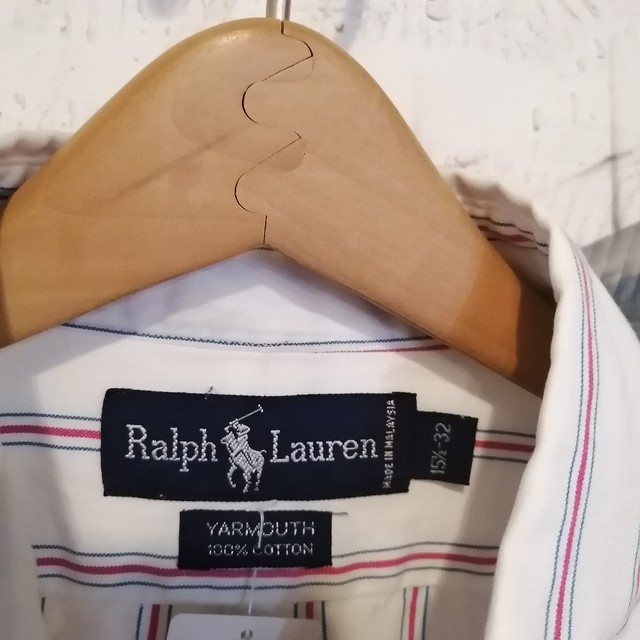 Ralph Lauren
MADE IN MALAYSIA
15½-32
YARMOUTH
100% COTTON